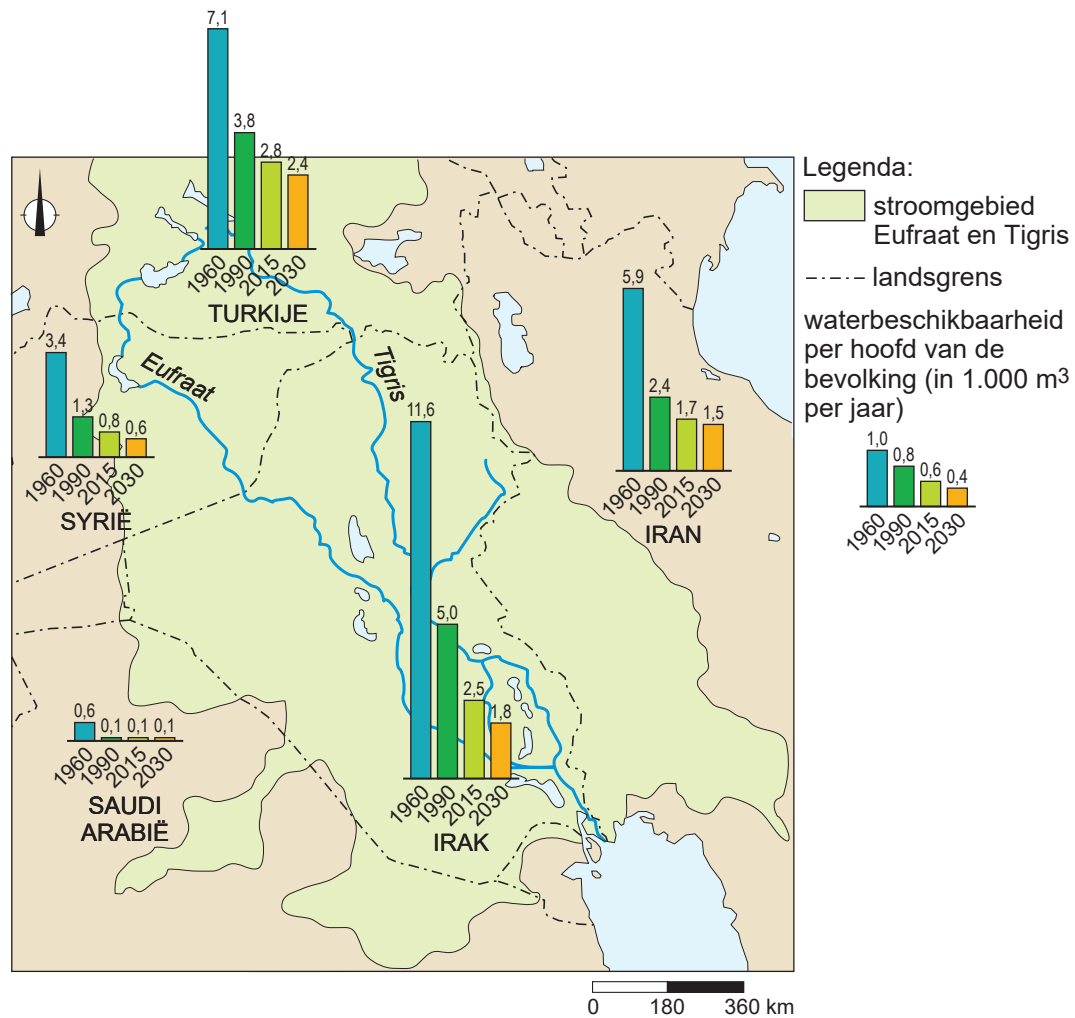 7,1
3,8
2,8
2,4
1960
1990
2015
2030
TURKIJE
3,4
1,3
0,8
0,6
1960
1990
2015
2030
SYRIË
Eufraat
Tigris
5,9
2,4
1,7
1,5
1960
1990
2015
2030
IRAN
11,6
5,0
2,5
1,8
1960
1990
2015
2030
IRAK
0,6
0,1
0,1
0,1
1960
1990
2015
2030
SAUDI
ARABIË
Legenda:
stroomgebied
Eufraat en Tigris
landsgrens
waterbeschikbaarheid
per hoofd van de
bevolking (in 1.000 m³
per jaar)
1,0
0,8
0,6
0,4
1960
1990
2015
2030
0 180 360 km